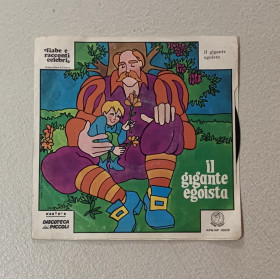 «fiabe e
racconti
celebri»
il gigante
egoista
il
gigante
egoista
DISCOTECA
dei PICCOLI